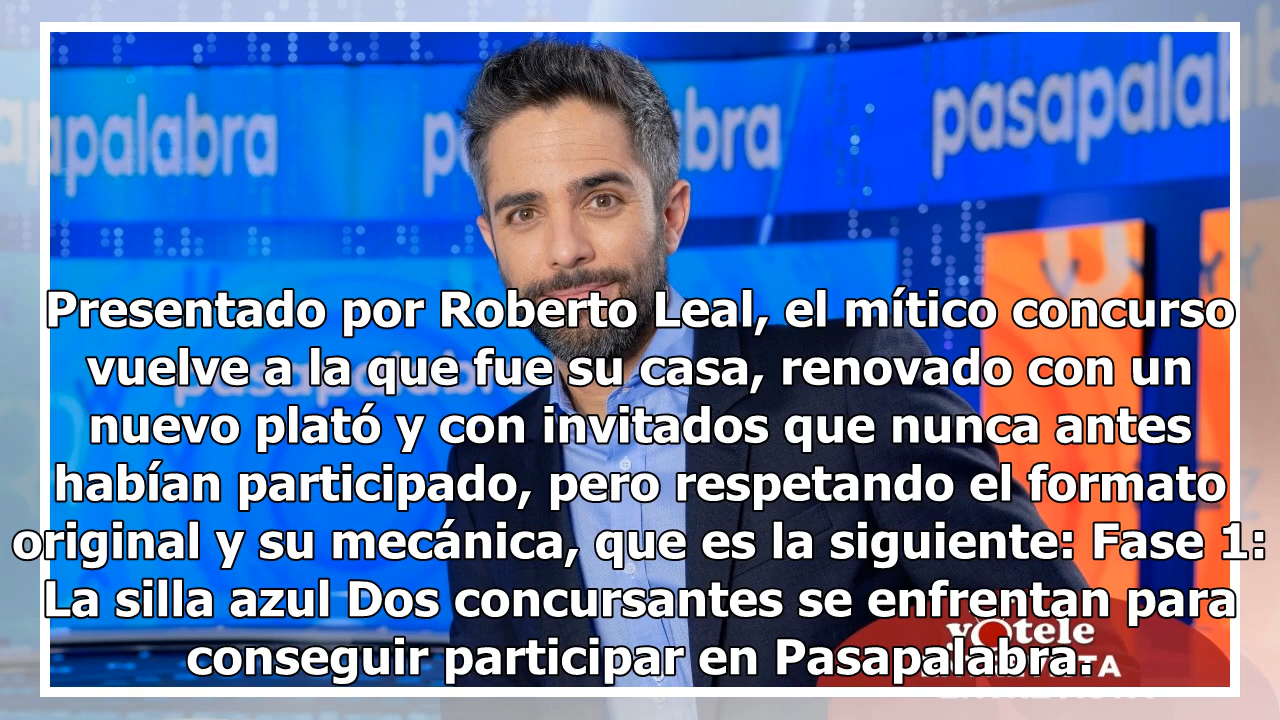 apalabra
pasapalabra
pasapalabra
Presentado por Roberto Leal, el mítico concurso
vuelve a la que fue su casa, renovado con un
nuevo plató y con invitados que nunca antes
habían participado, pero respetando el formato
original y su mecánica, que es la siguiente: Fase 1:
La silla azul Dos concursantes se enfrentan para
conseguir participar en Pasapalabra.
yotele